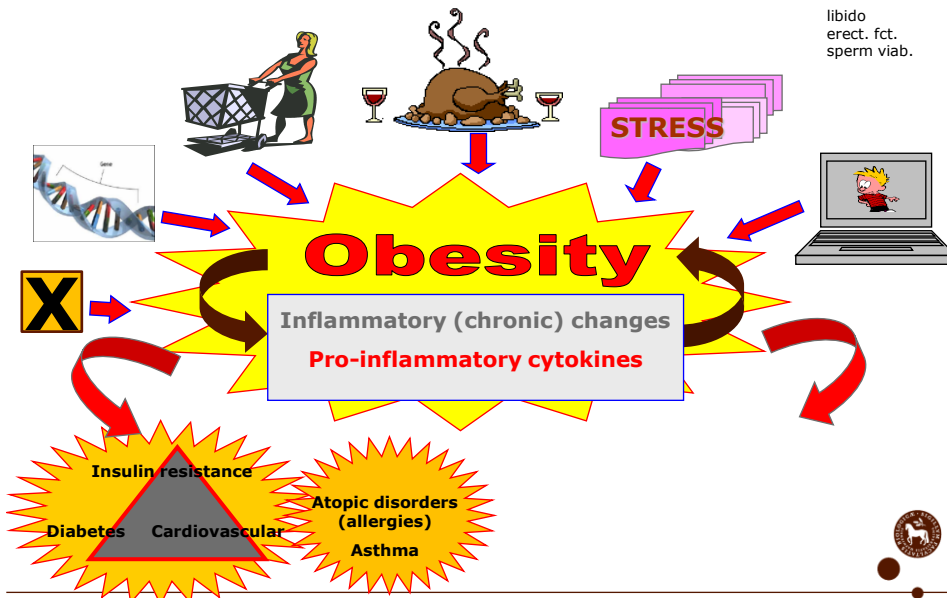 libido
erect. fct.
sperm viab.
STRESS
Gene
Obesity
X
Inflammatory (chronic) changes
Pro-inflammatory cytokines
Insulin resistance
Diabetes Cardiovascular
Atopic disorders
(allergies)
Asthma